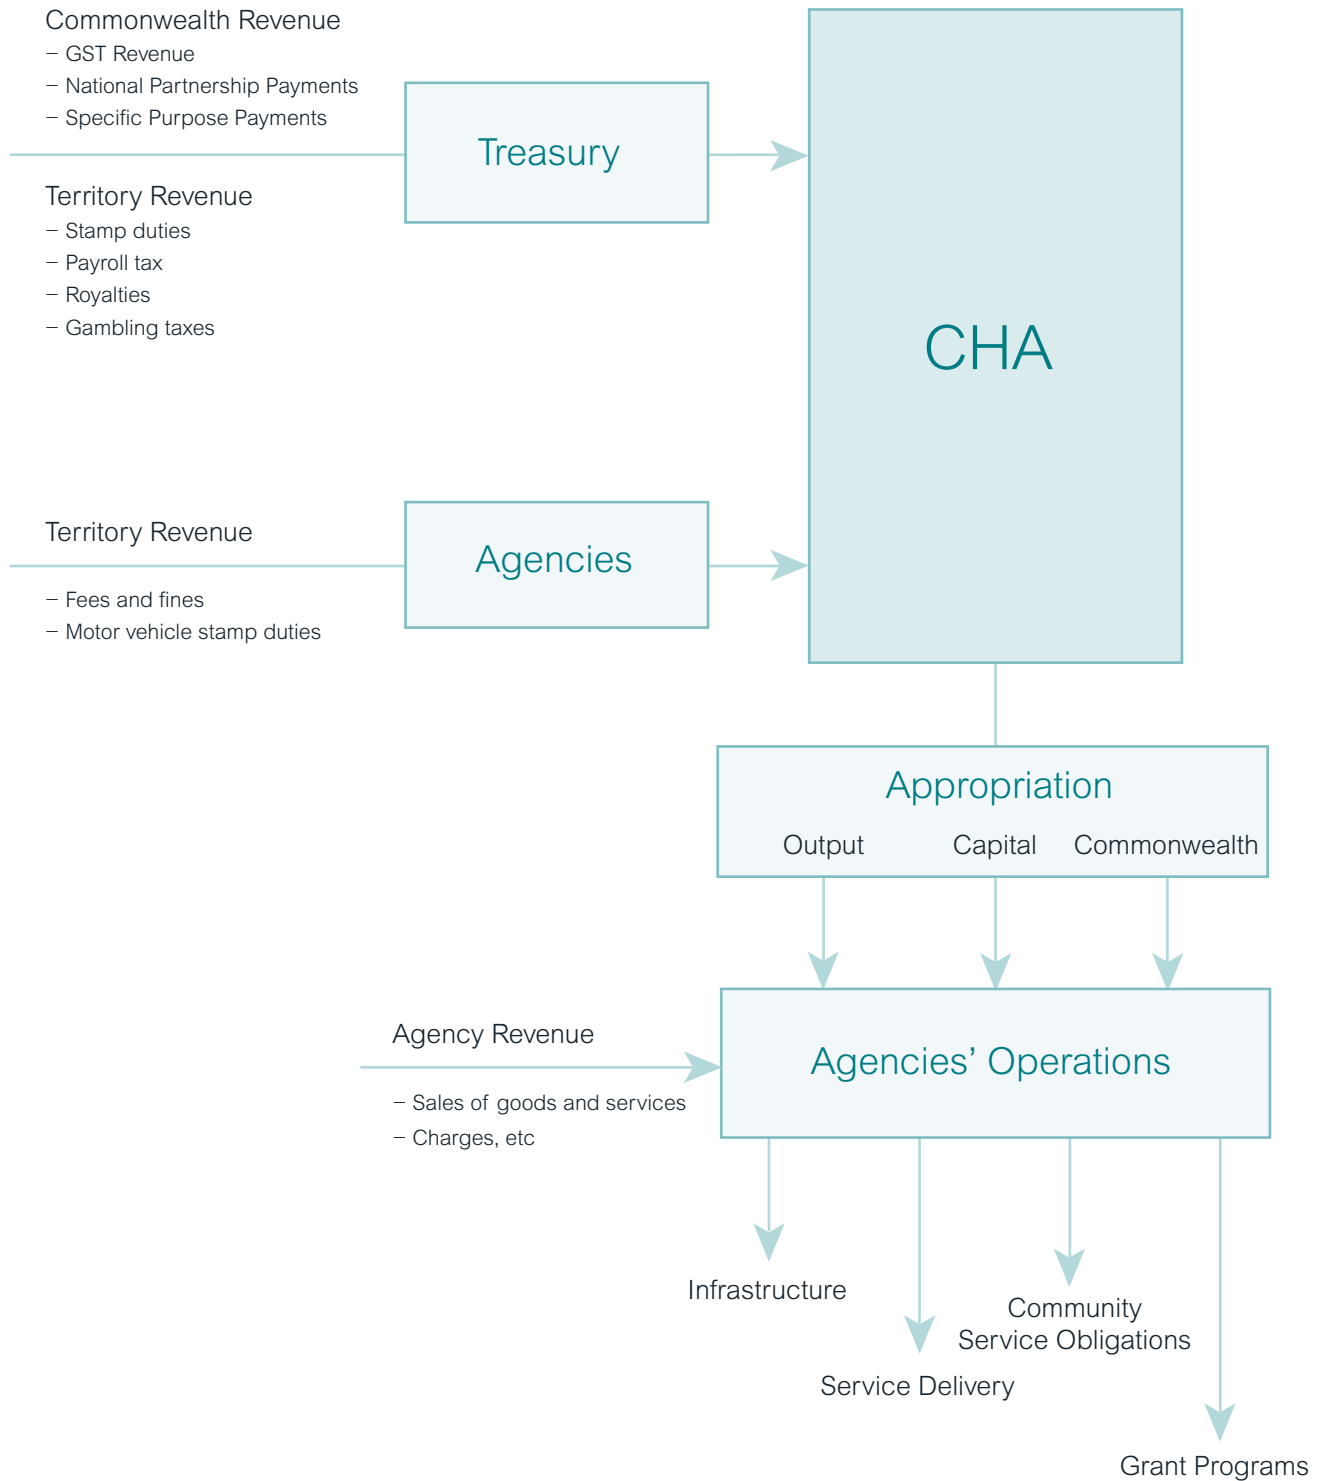 Commonwealth Revenue
– GST Revenue
– National Partnership Payments
– Specific Purpose Payments
Treasury
Territory Revenue
– Stamp duties
– Payroll tax
– Royalties
– Gambling taxes
CHA
Territory Revenue
Agencies
– Fees and fines
– Motor vehicle stamp duties
Appropriation
Output Capital Commonwealth
Agency Revenue
Agencies’ Operations
– Sales of goods and services
– Charges, etc
Infrastructure
Community
Service Obligations
Service Delivery
Grant Programs